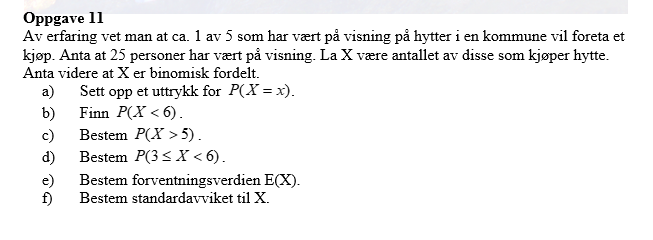 Oppgave 11
Av erfaring vet man at ca. 1 av 5 som har vært på visning på hytter i en kommune vil foreta et
kjøp. Anta at 25 personer har vært på visning. La X være antallet av disse som kjøper hytte.
Anta videre at X er binomisk fordelt.
a) Sett opp et uttrykk for P(X = x).
b) Finn P(X < 6).
c) Bestem P(X > 5).
d) Bestem P(3 ≤ X < 6).
e) Bestem forventningsverdien E(X).
f) Bestem standardavviket til X.